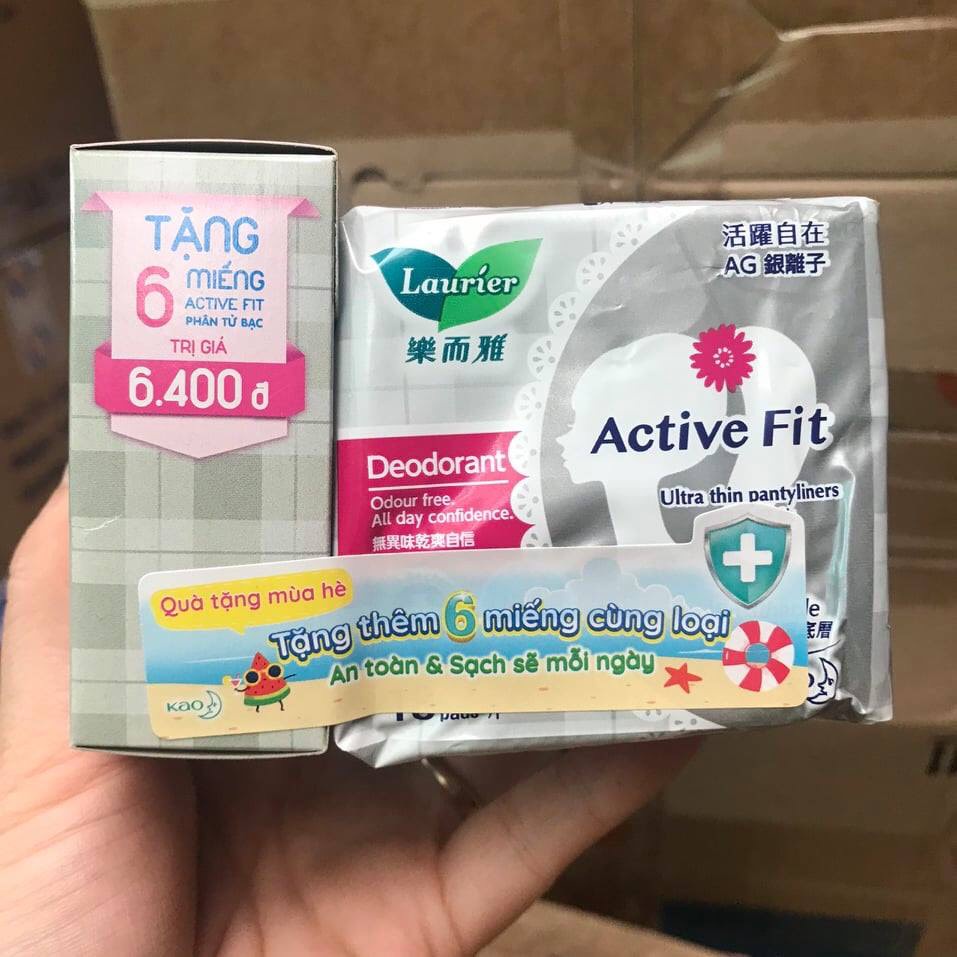 TẶNG
6 MIẾNG
ACTIVE FIT
PHÂN TỬ BẠC
TRỊ GIÁ
6.400 đ
Laurier
樂而雅
活躍自在
AG 銀離子
Active Fit
Ultra thin pantyliners
Deodorant
Odour free.
All day confidence.
無異味乾爽自信
Quà tặng mùa hè
Tặng thêm 6 miếng cùng loại
An toàn & Sạch sẽ mỗi ngày
Kao
pads